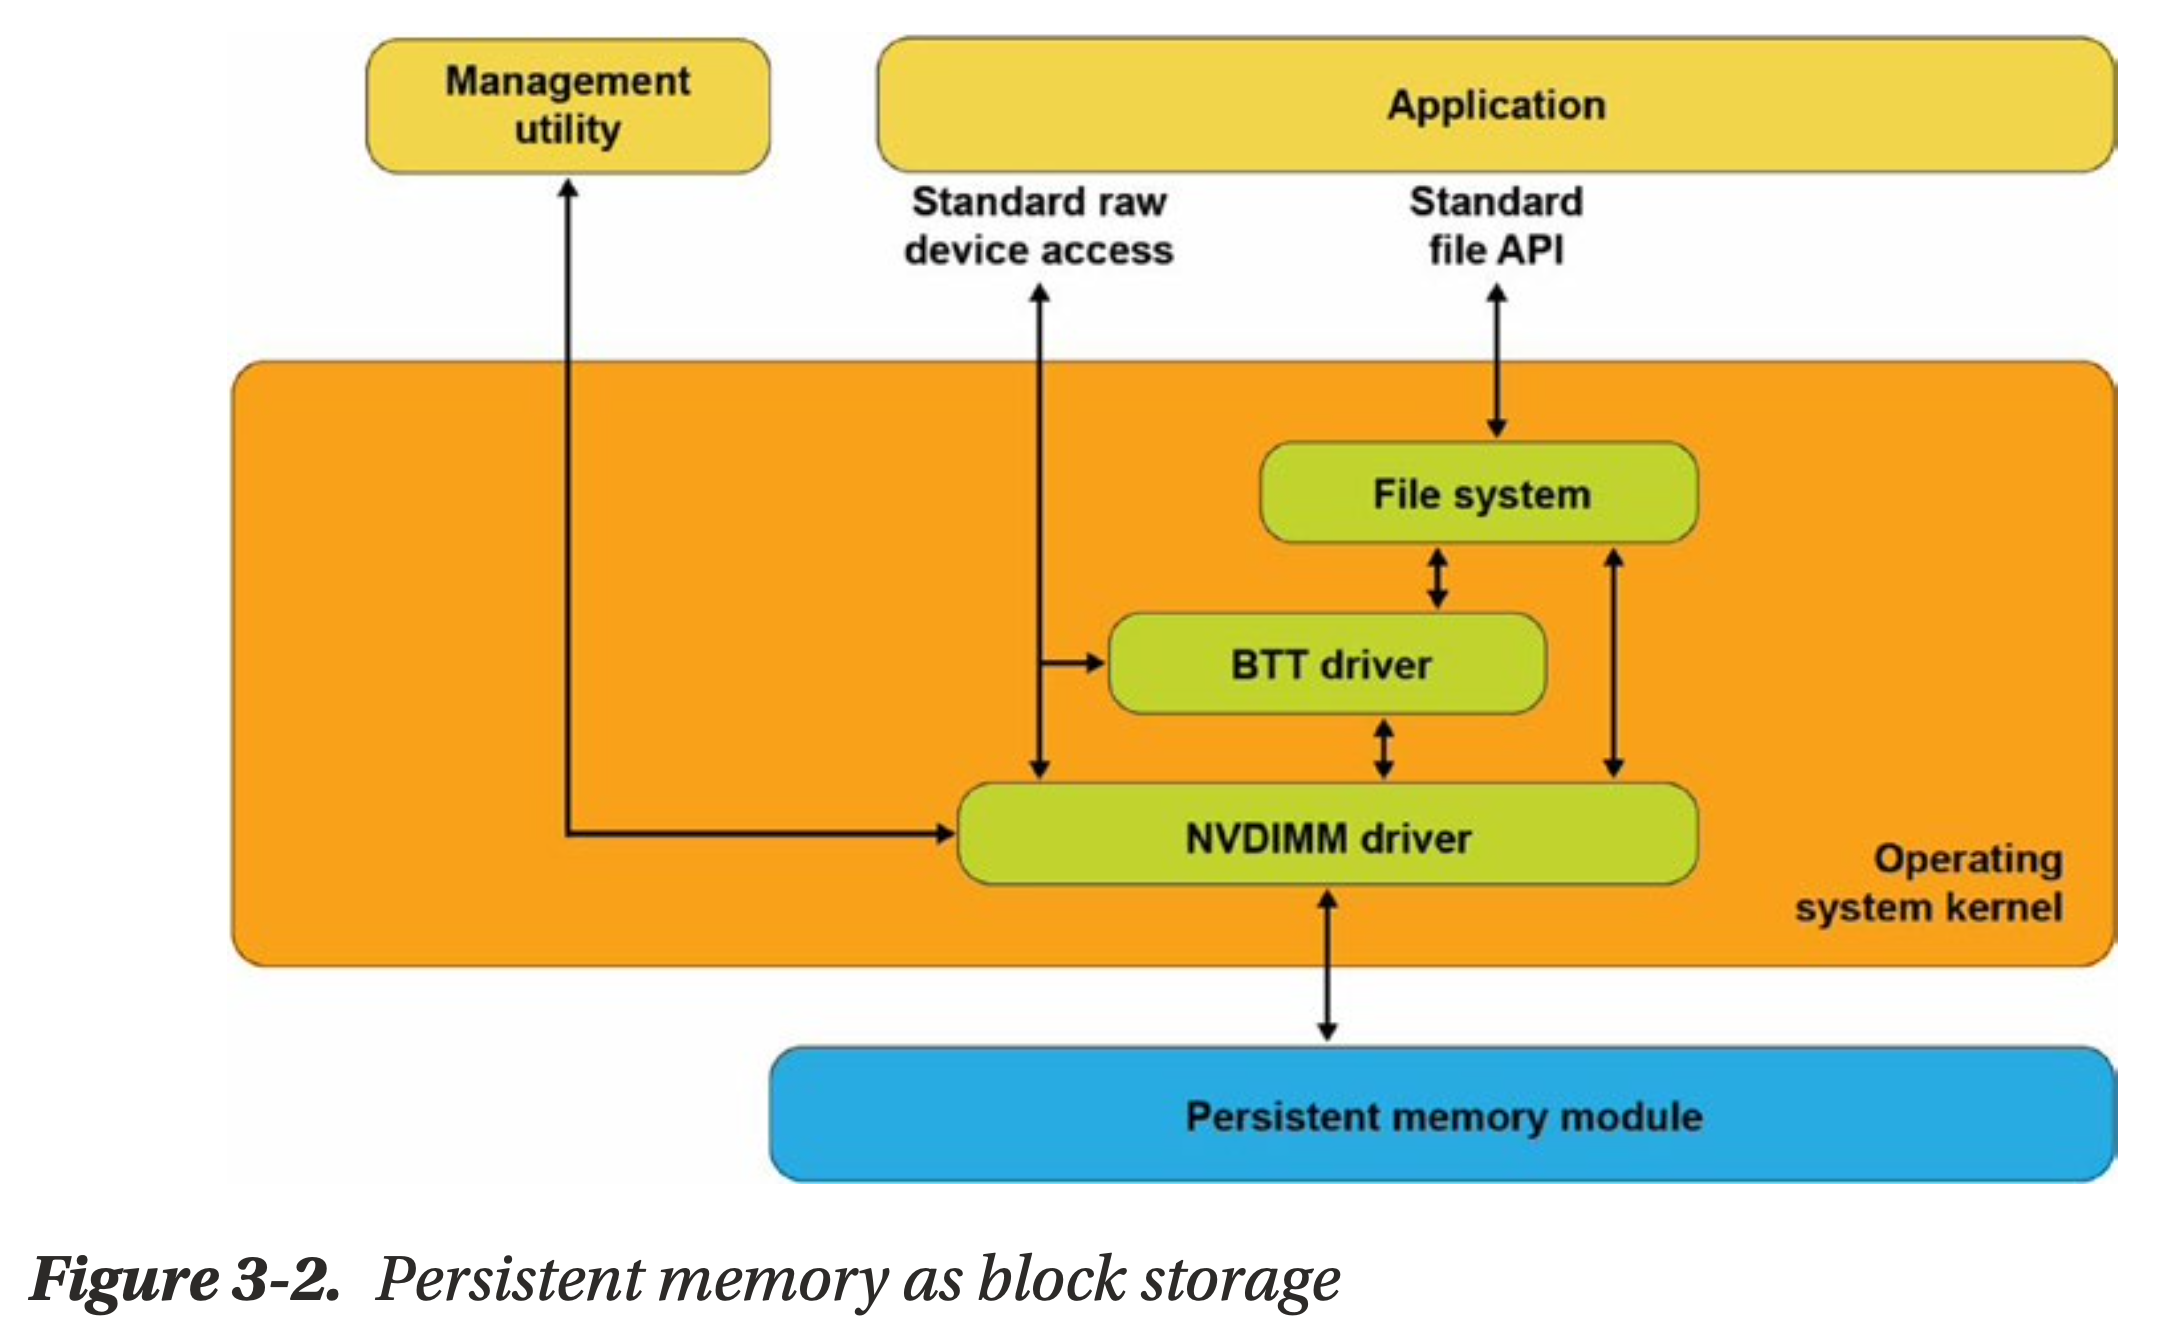 Management
utility
Application
Standard raw
device access
Standard
file API
File system
BTT driver
NVDIMM driver
Operating
system kernel
Persistent memory module
Figure 3-2. Persistent memory as block storage